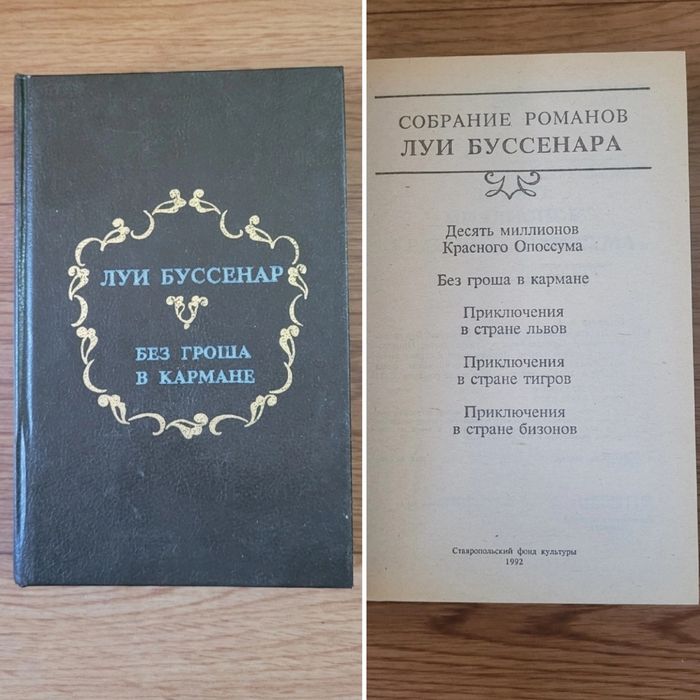 ЛУИ БУССЕНАР
БЕЗ ГРОША
В КАРМАНЕ
СОБРАНИЕ РОМАНОВ
ЛУИ БУССЕНАРА
Десять миллионов
Красного Опоссума
Без гроша в кармане
Приключения
в стране львов
Приключения
в стране тигров
Приключения
в стране бизонов
Ставропольский фонд культуры
1992